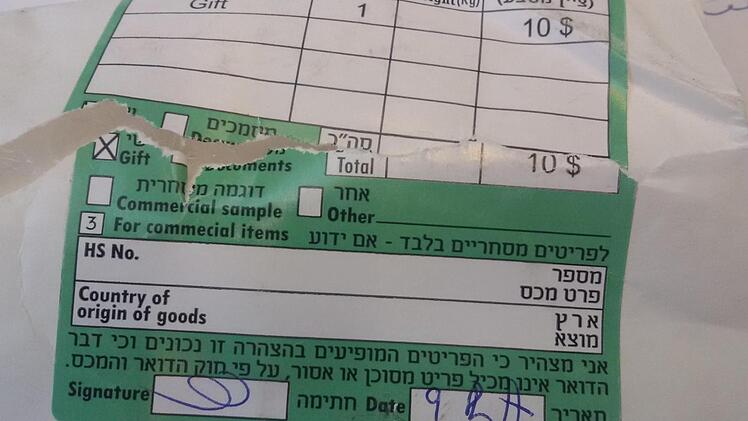 Gift 1 10 $
מיזמכים
Gift Documents סה"כ Total 10 $
דוגמה מסחרית אחר
Commercial sample Other
3 For commecial items לפריטים מסחריים בלבד - אם ידוע
HS No. מספר
פרט מכס
Country of ארץ
origin of goods מוצא
אני מצהיר כי הפריטים המופיעים בהצהרה זו נכונים וכי דבר
הדואר אינו מכיל פריט מסוכן או אסור, על פי חוק הדואר והמכס.
Signature חתימה Date תאריך